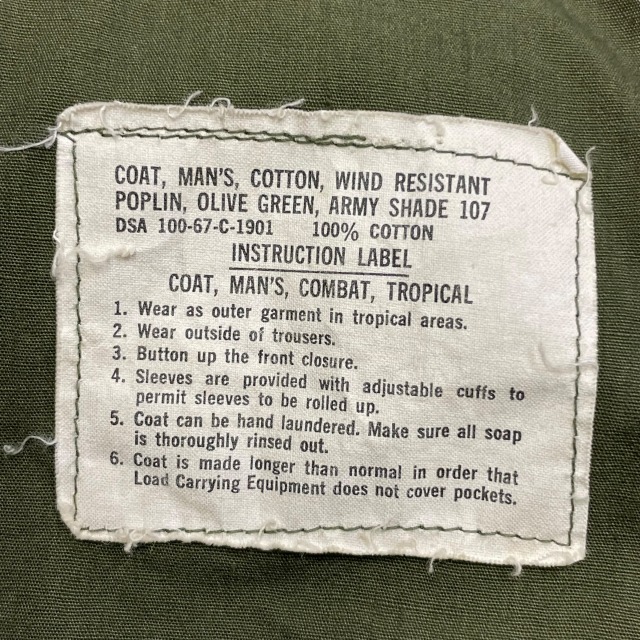 COAT, MAN'S, COTTON, WIND RESISTANT
POPLIN, OLIVE GREEN, ARMY SHADE 107
DSA 100-67-C-1901 100% COTTON
INSTRUCTION LABEL
COAT, MAN'S, COMBAT, TROPICAL
1. Wear as outer garment in tropical areas.
2. Wear outside of trousers.
3. Button up the front closure.
4. Sleeves are provided with adjustable cuffs to
permit sleeves to be rolled up.
5. Coat can be hand laundered. Make sure all soap
is thoroughly rinsed out.
6. Coat is made longer than normal in order that
Load Carrying Equipment does not cover pockets.